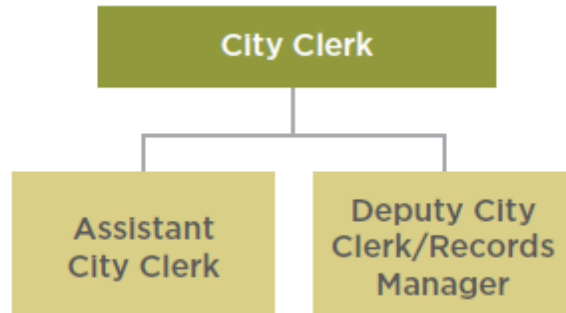 City Clerk
Assistant
City Clerk
Deputy City
Clerk/Records
Manager